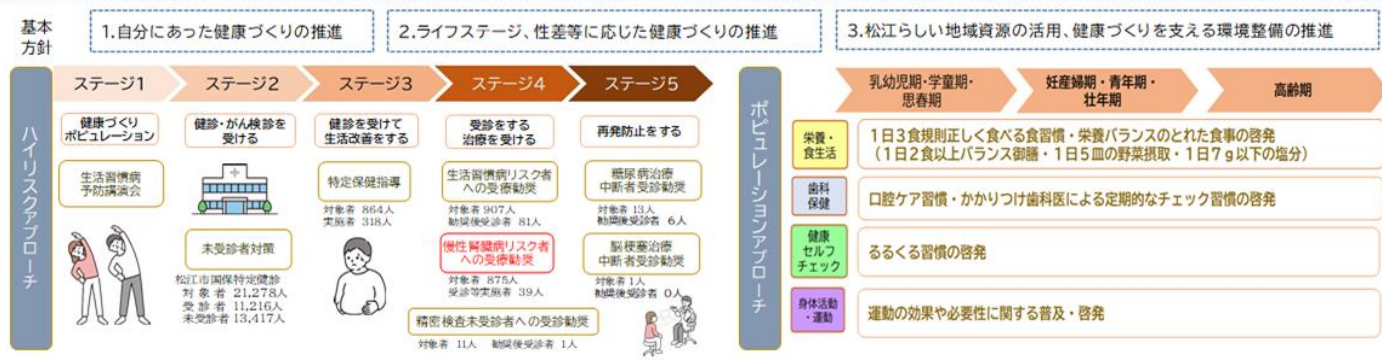 基本
方針
1.自分にあった健康づくりの推進
2.ライフステージ、性差等に応じた健康づくりの推進
3.松江らしい地域資源の活用、健康づくりを支える環境整備の推進
ハイリスクアプローチ
ステージ1
ステージ2
ステージ3
ステージ4
ステージ5
健康づくり
ポピュレーション
健診・がん検診を
受ける
健診を受けて
生活改善をする
受診をする
治療を受ける
再発防止をする
生活習慣病
予防講演会
未受診者対策
松江市国保特定健診
対象者 21,278人
受診者 11,216人
未受診者 13,417人
特定保健指導
対象者 864人
実施者 318人
生活習慣病リスク者
への受療勧奨
対象者 907人
勧奨後受診者 81人
慢性腎臓病リスク者
への受療勧奨
対象者 875人
受診等実施者 39人
精密検査未受診者への受診勧奨
対象者 11人 勧奨後受診者 1人
糖尿病治療
中断者受診勧奨
対象者 13人
勧奨後受診者 6人
脳梗塞治療
中断者受診勧奨
対象者 1人
勧奨後受診者 0人
ポピュレーションアプローチ
乳幼児期・学童期・
思春期
妊産婦期・青年期・
壮年期
高齢期
栄養・
食生活
1日3食規則正しく食べる食習慣・栄養バランスのとれた食事の啓発
（1日2食以上バランス御膳・1日5皿の野菜摂取・1日7g以下の塩分）
歯科
保健
口腔ケア習慣・かかりつけ歯科医による定期的なチェック習慣の啓発
健康
セルフ
チェック
るるくる習慣の啓発
身体活動
・運動
運動の効果や必要性に関する普及・啓発